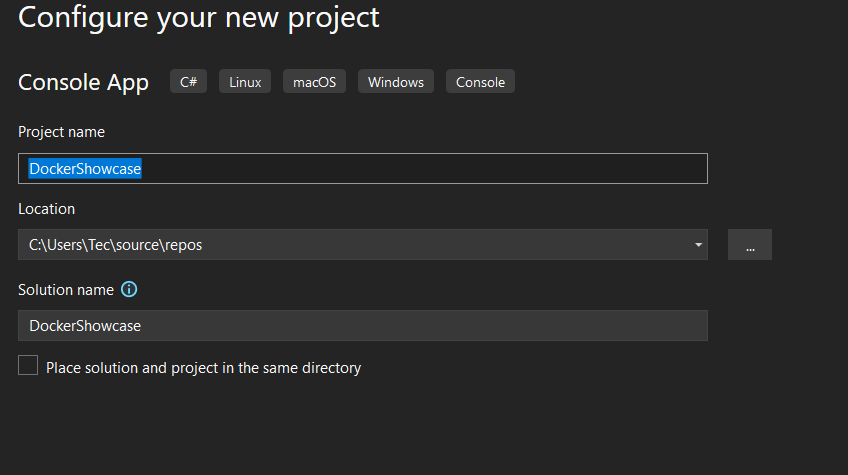 Configure your new project
Console App C# Linux macOS Windows Console
Project name
DockerShowcase
Location
C:\Users\Tec\source\repos ...
Solution name
DockerShowcase
Place solution and project in the same directory